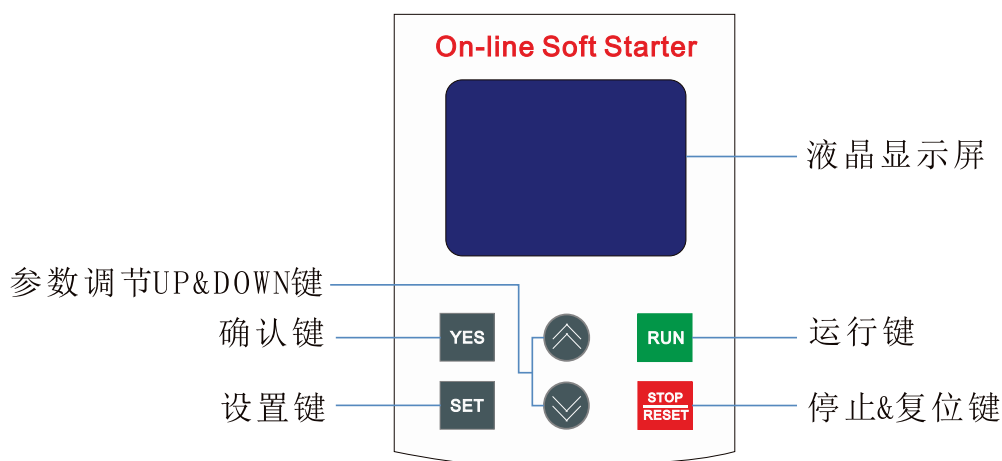 On-line Soft Starter
液晶显示屏
参数调节UP&DOWN键
确认键
YES
RUN
运行键
设置键
SET
STOP
RESET
停止&复位键